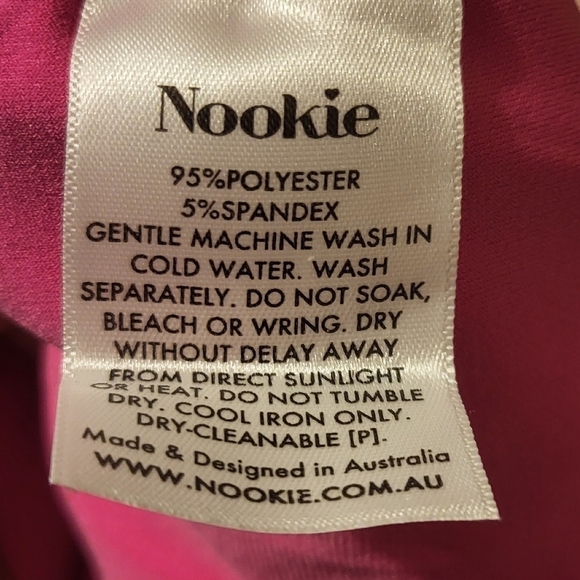 Nookie
95%POLYESTER
5%SPANDEX
GENTLE MACHINE WASH IN
COLD WATER. WASH
SEPARATELY. DO NOT SOAK,
BLEACH OR WRING. DRY
WITHOUT DELAY AWAY
FROM DIRECT SUNLIGHT
OR HEAT. DO NOT TUMBLE
DRY. COOL IRON ONLY.
DRY-CLEANABLE [P].
Made & Designed in Australia
WWW.NOOKIE.COM.AU